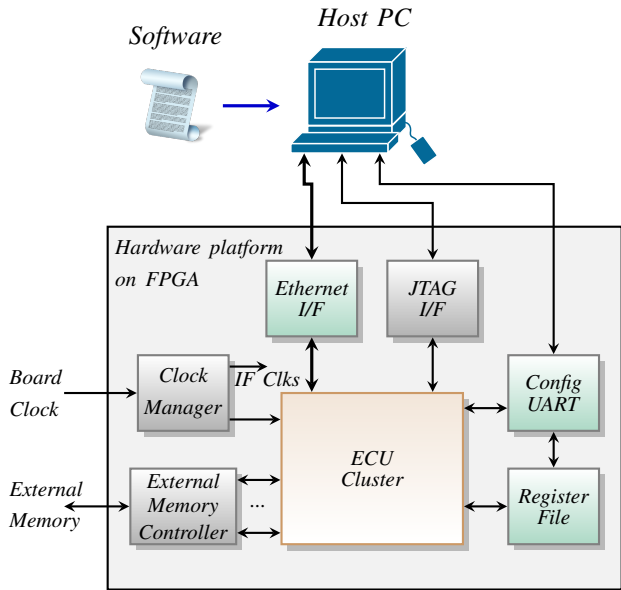 Host PC
Software
Hardware platform
on FPGA
Ethernet
I/F
JTAG
I/F
Board
Clock
Clock
Manager
IF Clks
Config
UART
ECU
Cluster
External
Memory
External
Memory
Controller
...
Register
File